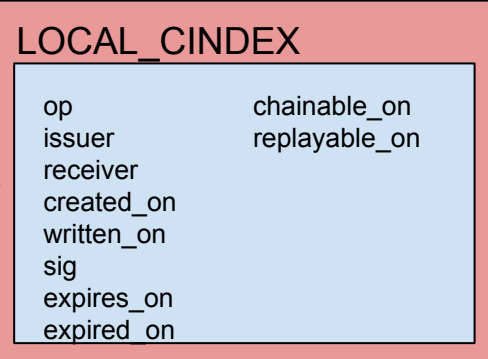 LOCAL_CINDEX
op
issuer
receiver
created_on
written_on
sig
expires_on
expired_on
chainable_on
replayable_on